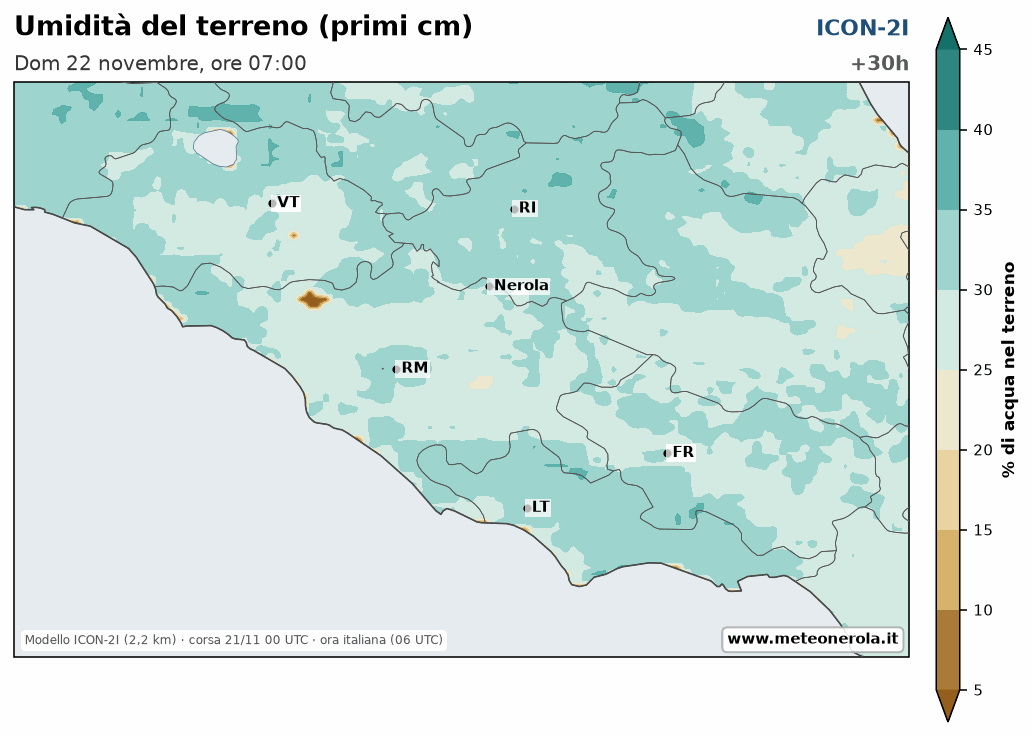 Umidità del terreno (primi cm)
ICON-2I
Dom 22 novembre, ore 07:00
+30h
VT
RI
Nerola
RM
FR
LT
45
40
35
30
25
20
15
10
5
% di acqua nel terreno
Modello ICON-2I (2,2 km) · corsa 21/11 00 UTC · ora italiana (06 UTC)
www.meteonerola.it